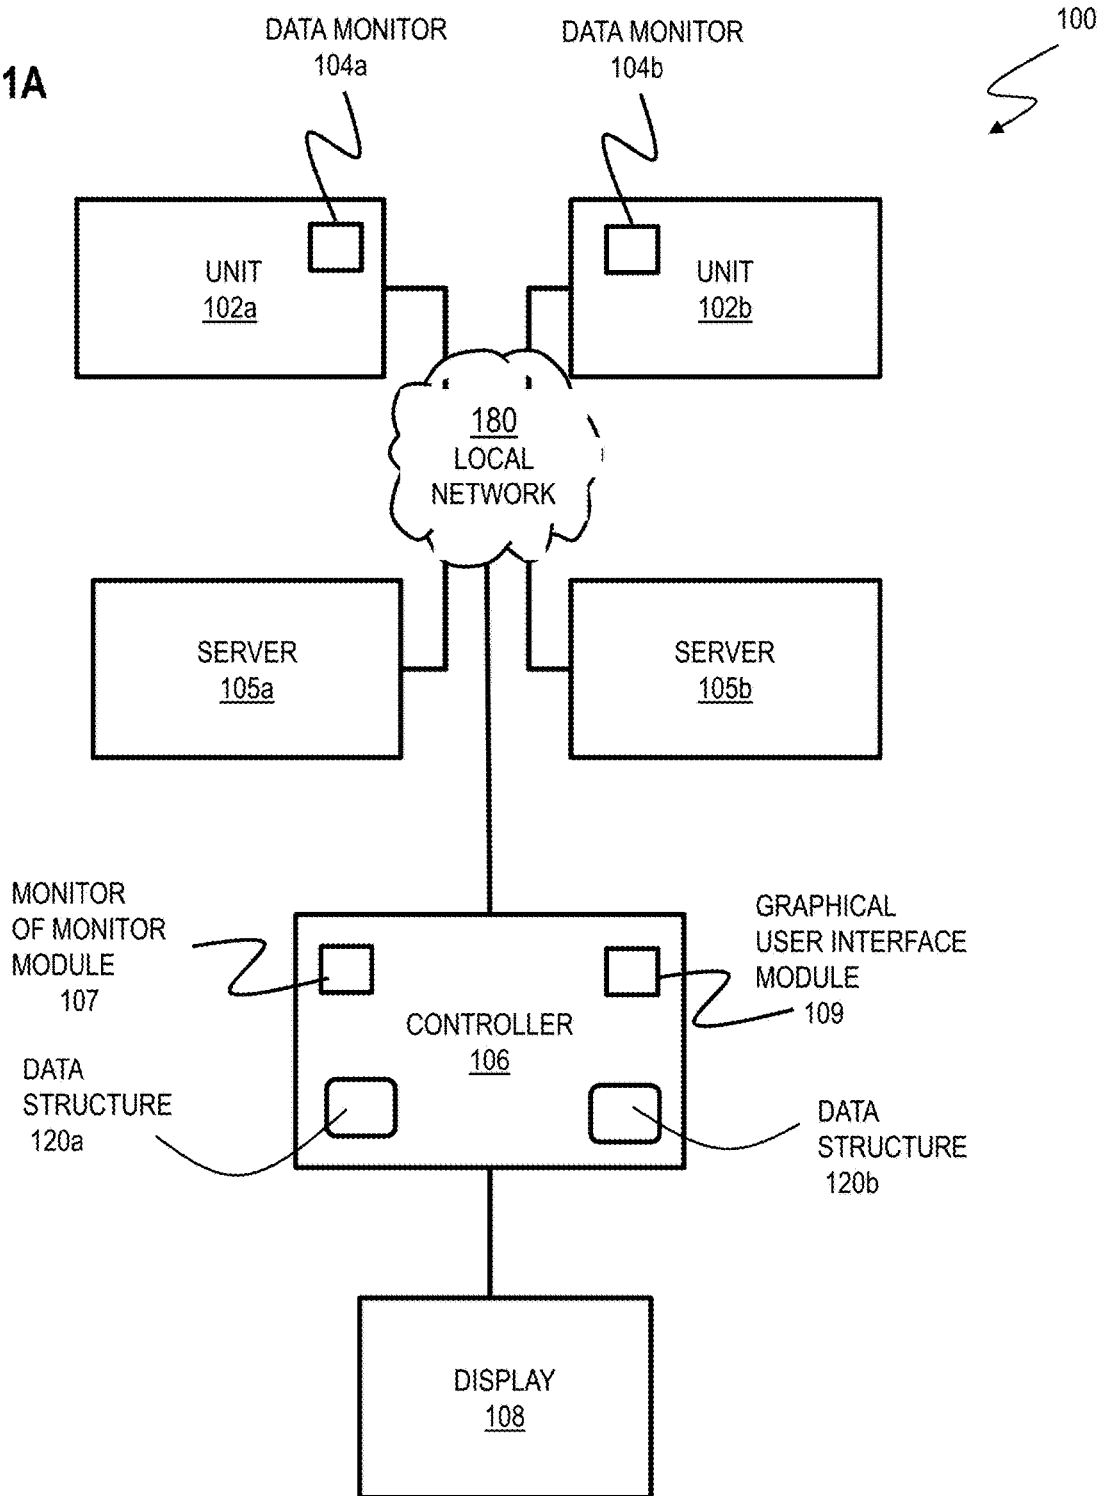 DATA MONITOR
104a
DATA MONITOR
104b
100
1A
UNIT
102a
UNIT
102b
180
LOCAL
NETWORK
SERVER
105a
SERVER
105b
MONITOR
OF MONITOR
MODULE
107
GRAPHICAL
USER INTERFACE
MODULE
109
CONTROLLER
106
DATA
STRUCTURE
120a
DATA
STRUCTURE
120b
DISPLAY
108